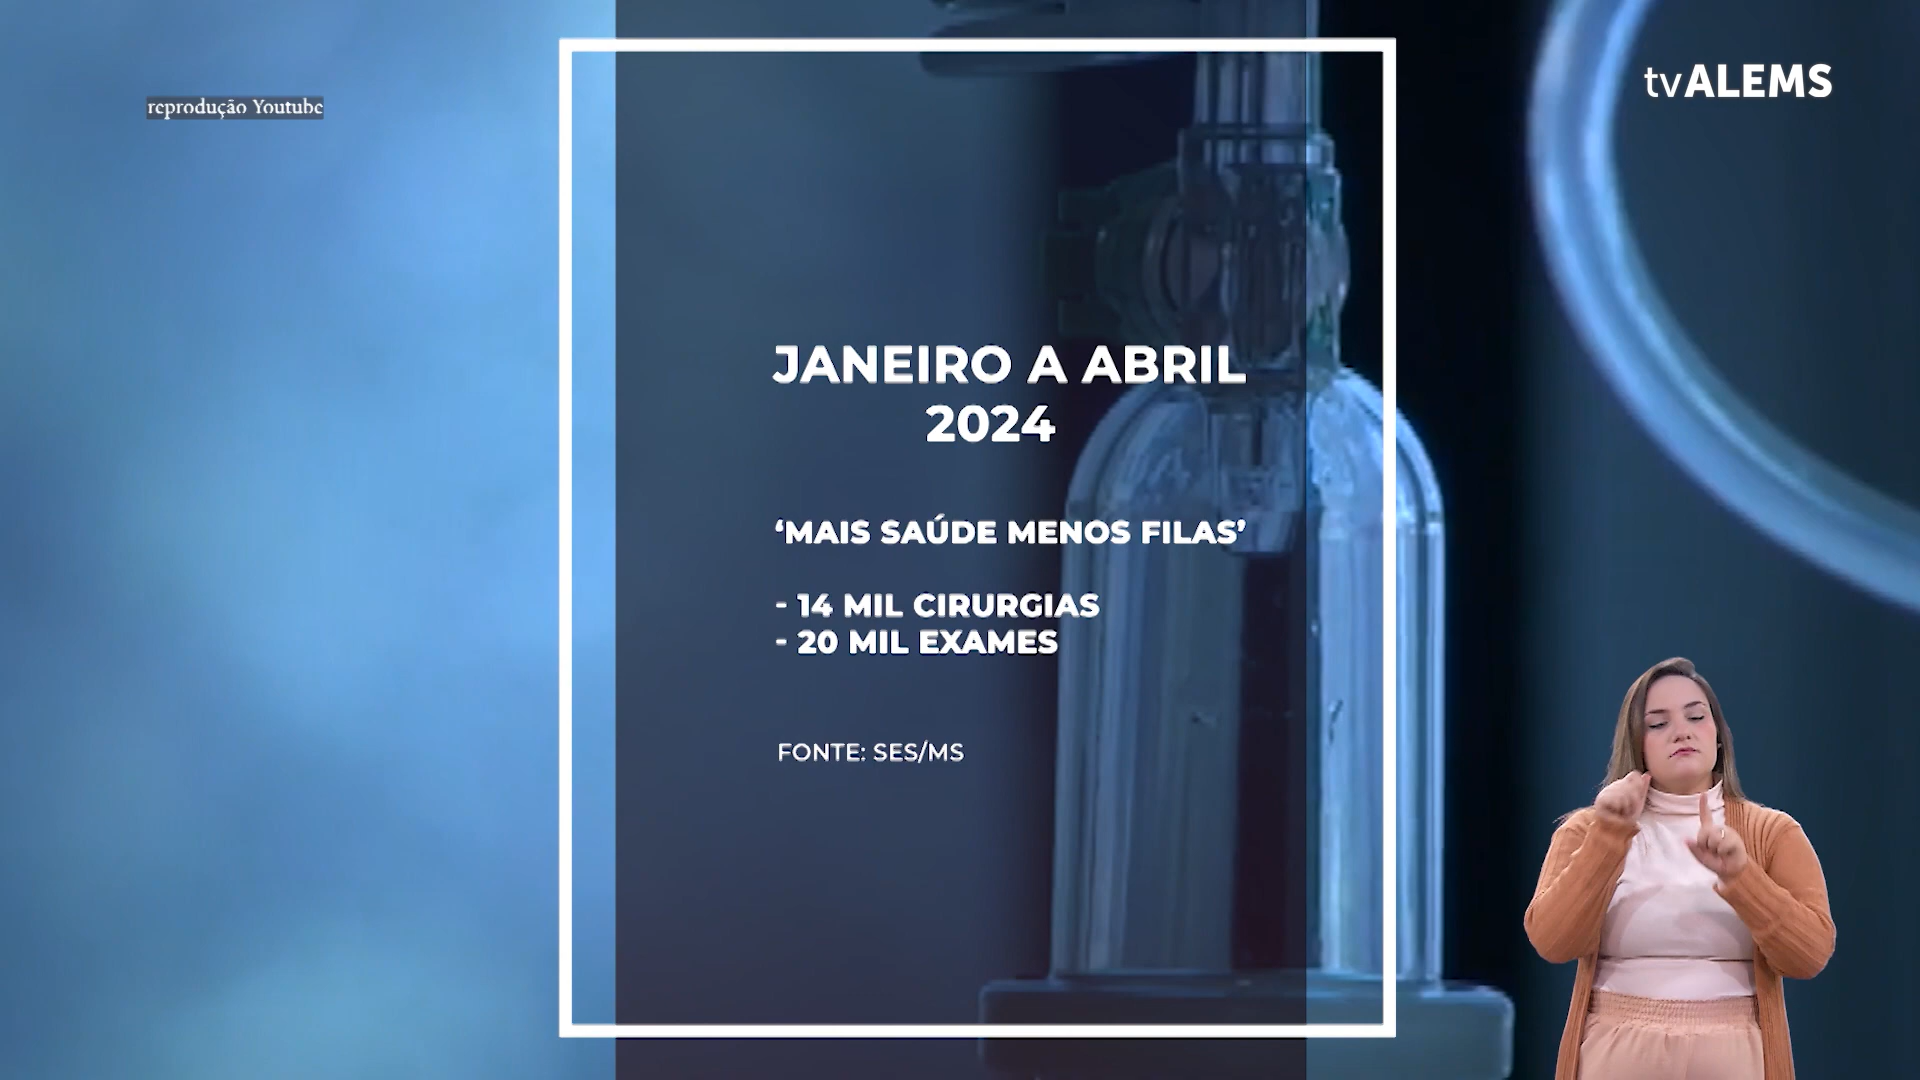 reprodução Youtube
tvALEMS
JANEIRO A ABRIL
2024
‘MAIS SAÚDE MENOS FILAS’
- 14 MIL CIRURGIAS
- 20 MIL EXAMES
FONTE: SES/MS